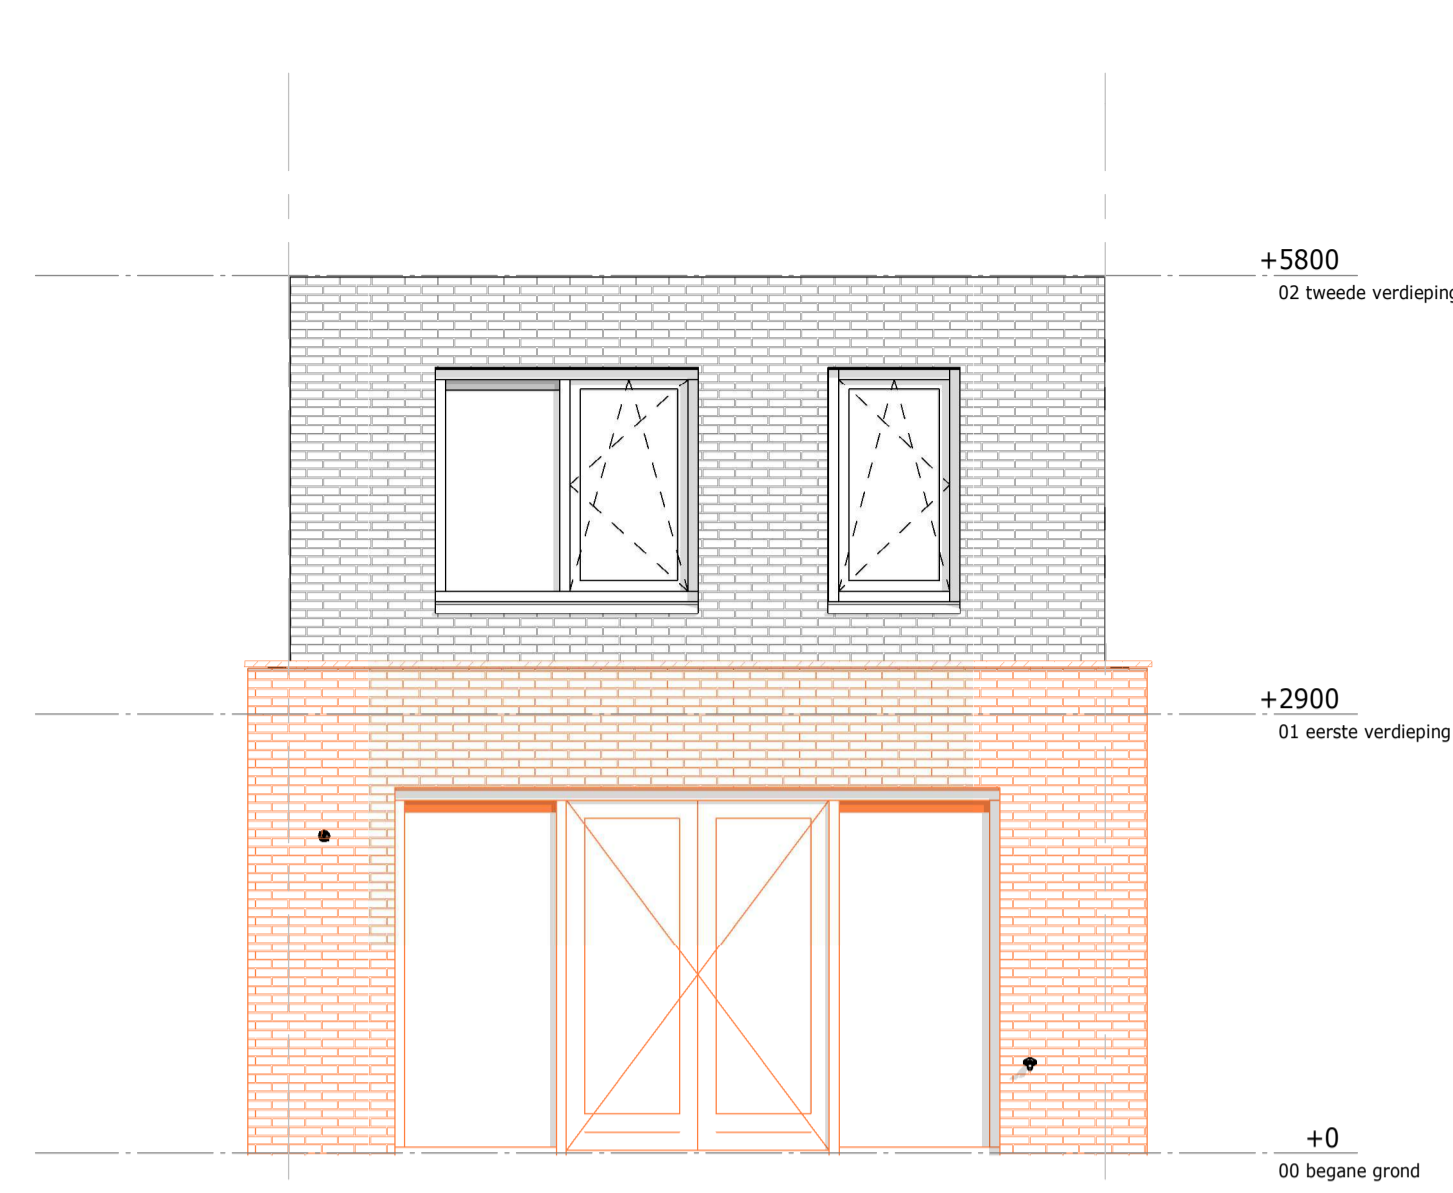 +5800
02 tweede verdieping
+2900
01 eerste verdieping
+0
00 begane grond